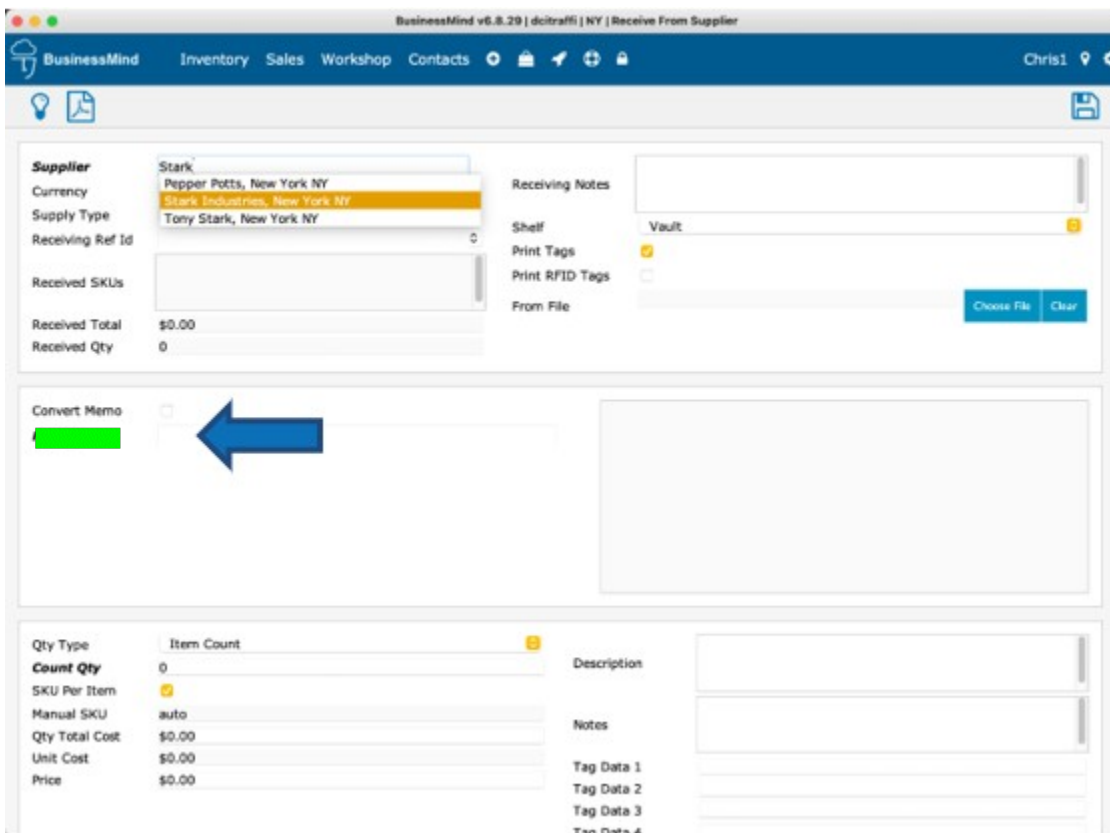 BusinessMind v6.8.29 | dcitraffi | NY | Receive From Supplier
BusinessMind Inventory Sales Workshop Contacts Chris1
Supplier Stark
Pepper Potts, New York NY
Stark Industries, New York NY
Tony Stark, New York NY
Currency
Supply Type
Receiving Ref Id
Received SKUs
Received Total $0.00
Received Qty 0
Receiving Notes
Shelf Vault
Print Tags
Print RFID Tags
From File Choose File Clear
Convert Memo
Qty Type Item Count
Count Qty 0
SKU Per Item
Manual SKU auto
Qty Total Cost $0.00
Unit Cost $0.00
Price $0.00
Description
Notes
Tag Data 1
Tag Data 2
Tag Data 3
Tag Data 4